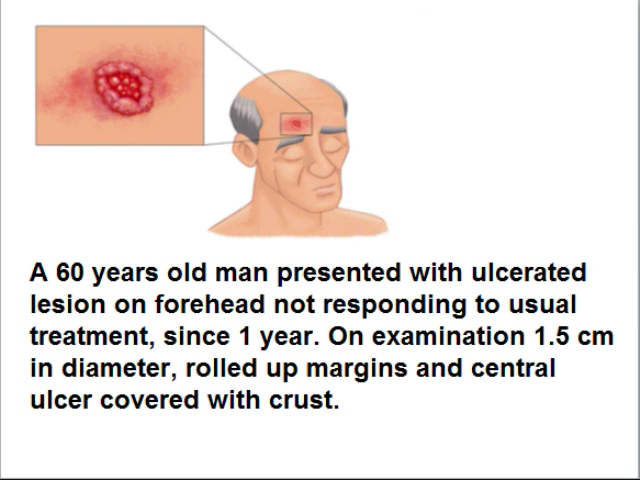 A 60 years old man presented with ulcerated
lesion on forehead not responding to usual
treatment, since 1 year. On examination 1.5 cm
in diameter, rolled up margins and central
ulcer covered with crust.